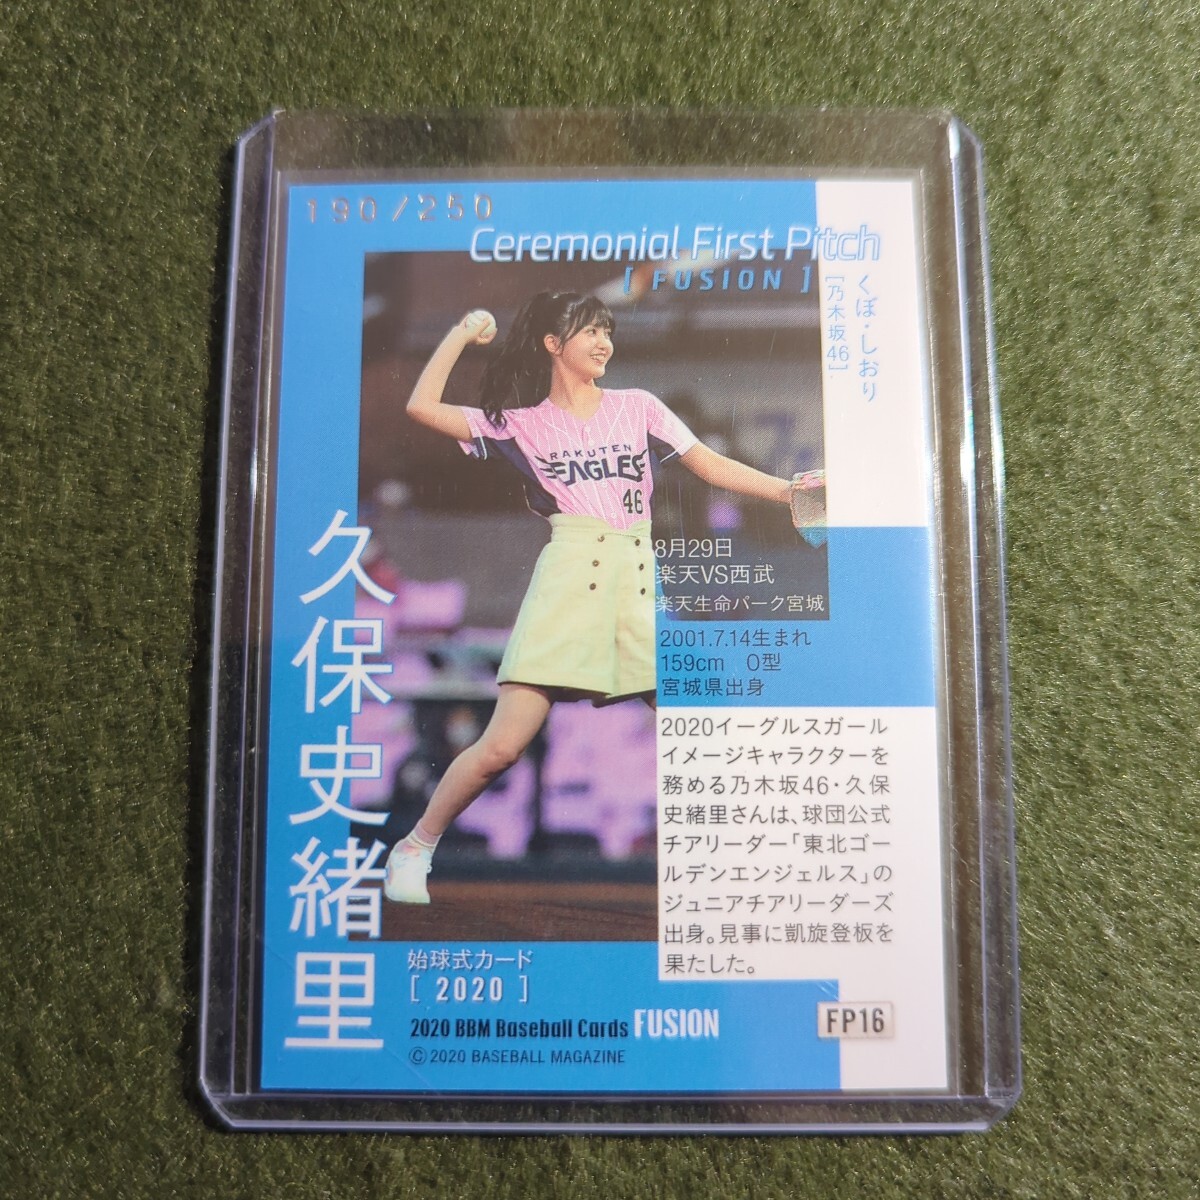 190/250
Ceremonial First Pitch
[ FUSION ]
くぼ・しおり
[乃木坂46]
RAKUTEN
EAGLES
46
久保史緒里
8月29日
楽天VS西武
楽天生命パーク宮城
2001.7.14生まれ
159cm O型
宮城県出身
2020イーグルスガール
イメージキャラクターを
務める乃木坂46・久保
史緒里さんは、球団公式
チアリーダー「東北ゴー
ルデンエンジェルス」の
ジュニアチアリーダーズ
出身。見事に凱旋登板を
果たした。
始球式カード
[ 2020 ]
2020 BBM Baseball Cards FUSION
©2020 BASEBALL MAGAZINE
FP16